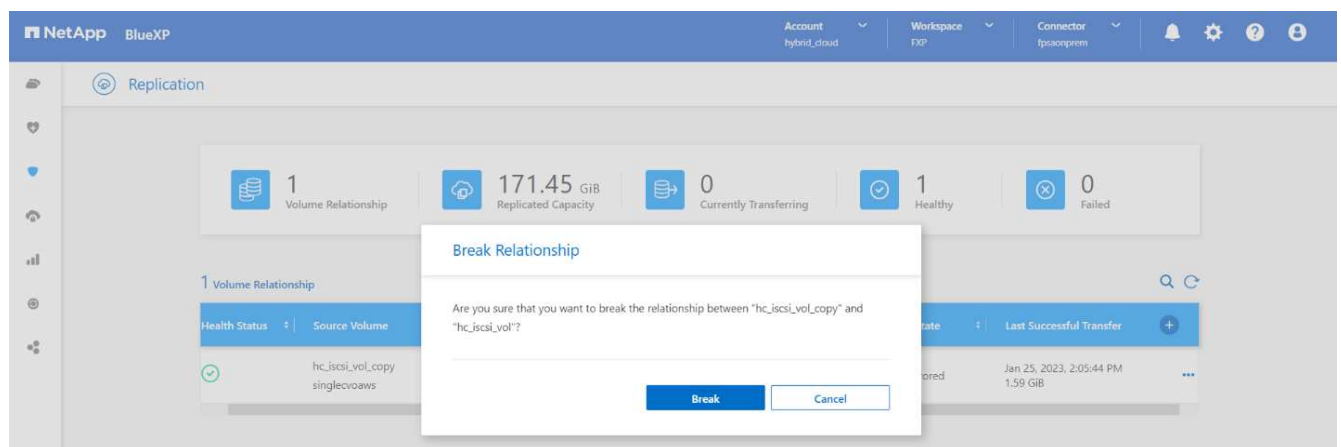 NetApp BlueXP
Account
hybrid_cloud
Workspace
FXP
Connector
fpsaonprem
Replication
1
Volume Relationship
171.45 GiB
Replicated Capacity
0
Currently Transferring
1
Healthy
0
Failed
Break Relationship
Are you sure that you want to break the relationship between "hc_iscsi_vol_copy" and
"hc_iscsi_vol"?
Break Cancel
1 Volume Relationship
Health Status Source Volume tate Last Successful Transfer
hc_iscsi_vol_copy
singlecvoaws
ored
Jan 25, 2023, 2:05:44 PM
1.59 GiB